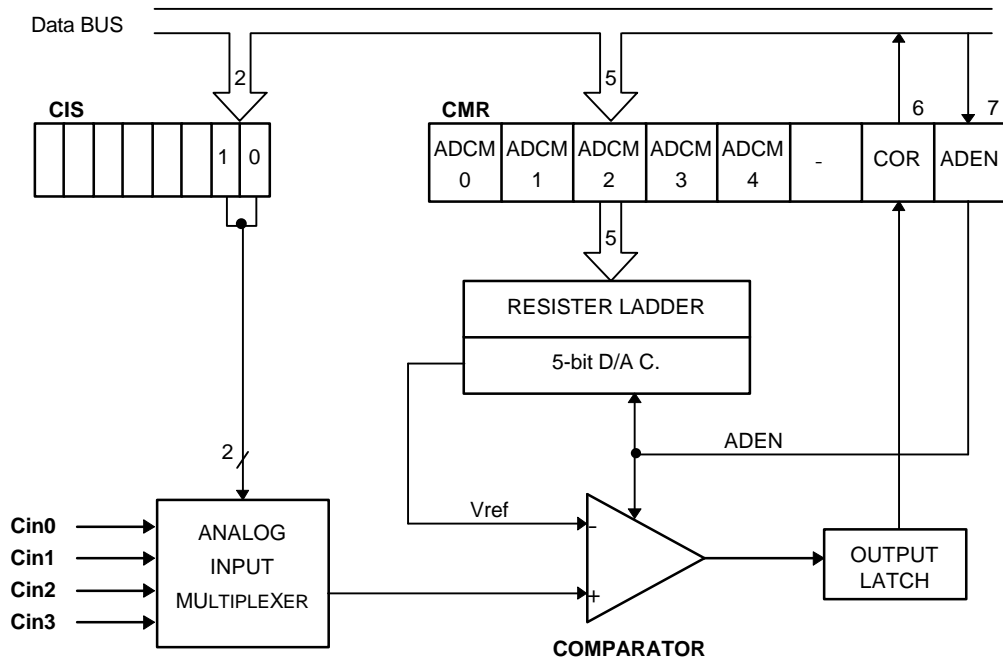 Data BUS
2
5
CIS
CMR
6
7
1 0
ADCM 0
ADCM 1
ADCM 2
ADCM 3
ADCM 4
-
COR
ADEN
5
RESISTER LADDER
5-bit D/A C.
ADEN
2
Vref
Cin0
Cin1
Cin2
Cin3
ANALOG
INPUT
MULTIPLEXER
-
+
OUTPUT
LATCH
COMPARATOR